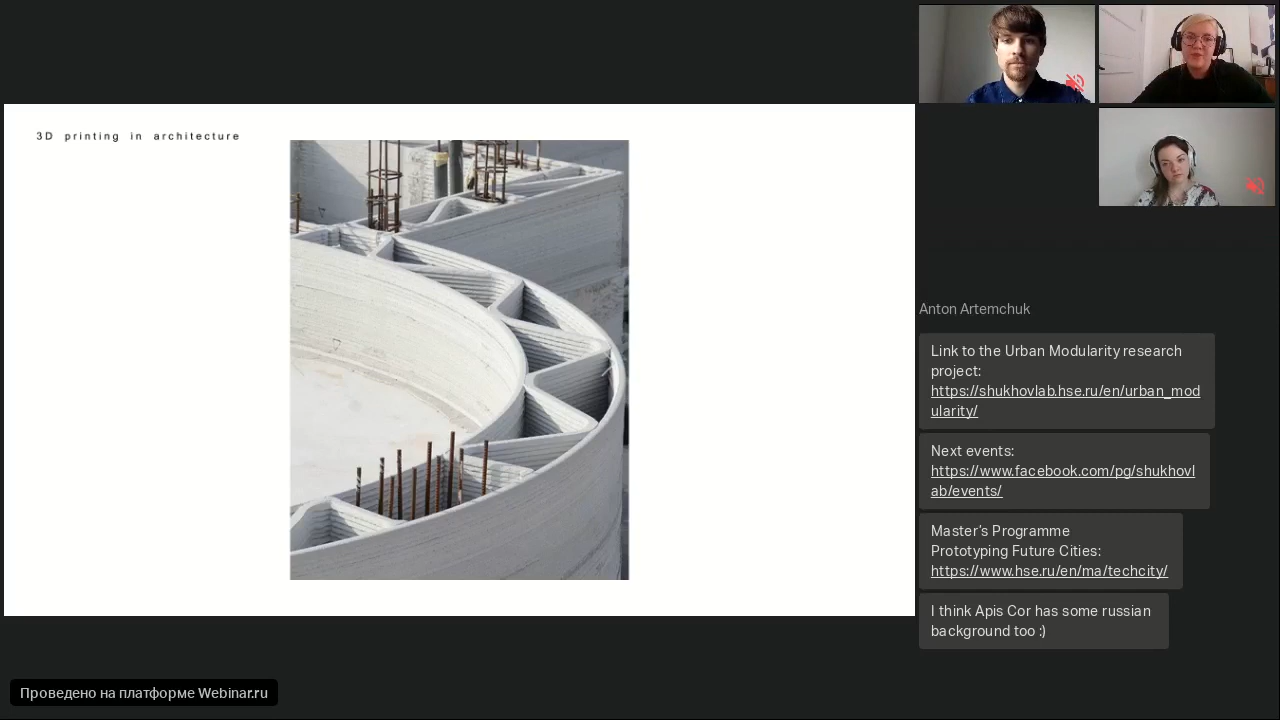 3D printing in architecture
Anton Artemchuk
Link to the Urban Modularity research
project:
https://shukhovlab.hse.ru/en/urban_mod
ularity/
Next events:
https://www.facebook.com/pg/shukhovl
ab/events/
Master's Programme
Prototyping Future Cities:
https://www.hse.ru/en/ma/techcity/
I think Apis Cor has some russian
background too :)
Проведено на платформе Webinar.ru